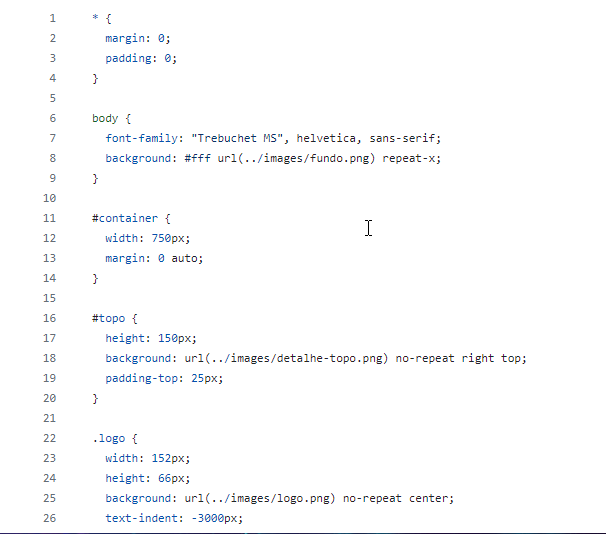 1 * {
2 margin: 0;
3 padding: 0;
4 }
5
6 body {
7 font-family: "Trebuchet MS", helvetica, sans-serif;
8 background: #fff url(../images/fundo.png) repeat-x;
9 }
10
11 #container {
12 width: 750px;
13 margin: 0 auto;
14 }
15
16 #topo {
17 height: 150px;
18 background: url(../images/detalhe-topo.png) no-repeat right top;
19 padding-top: 25px;
20 }
21
22 .logo {
23 width: 152px;
24 height: 66px;
25 background: url(../images/logo.png) no-repeat center;
26 text-indent: -3000px;